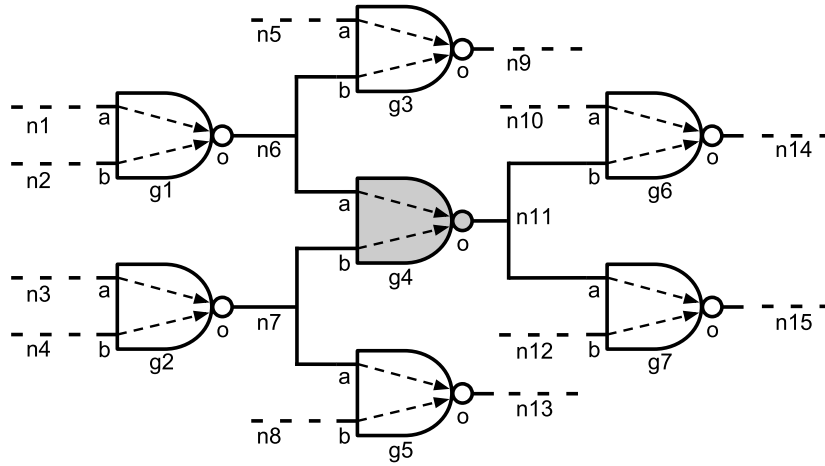 n5 a
b o n9
g3
n1 a
n2 b o n6
g1
n10 a
b o n14
g6
a
b o n11
g4
n3 a
n4 b o n7
g2
a
n12 b o n15
g7
a
n8 b o n13
g5